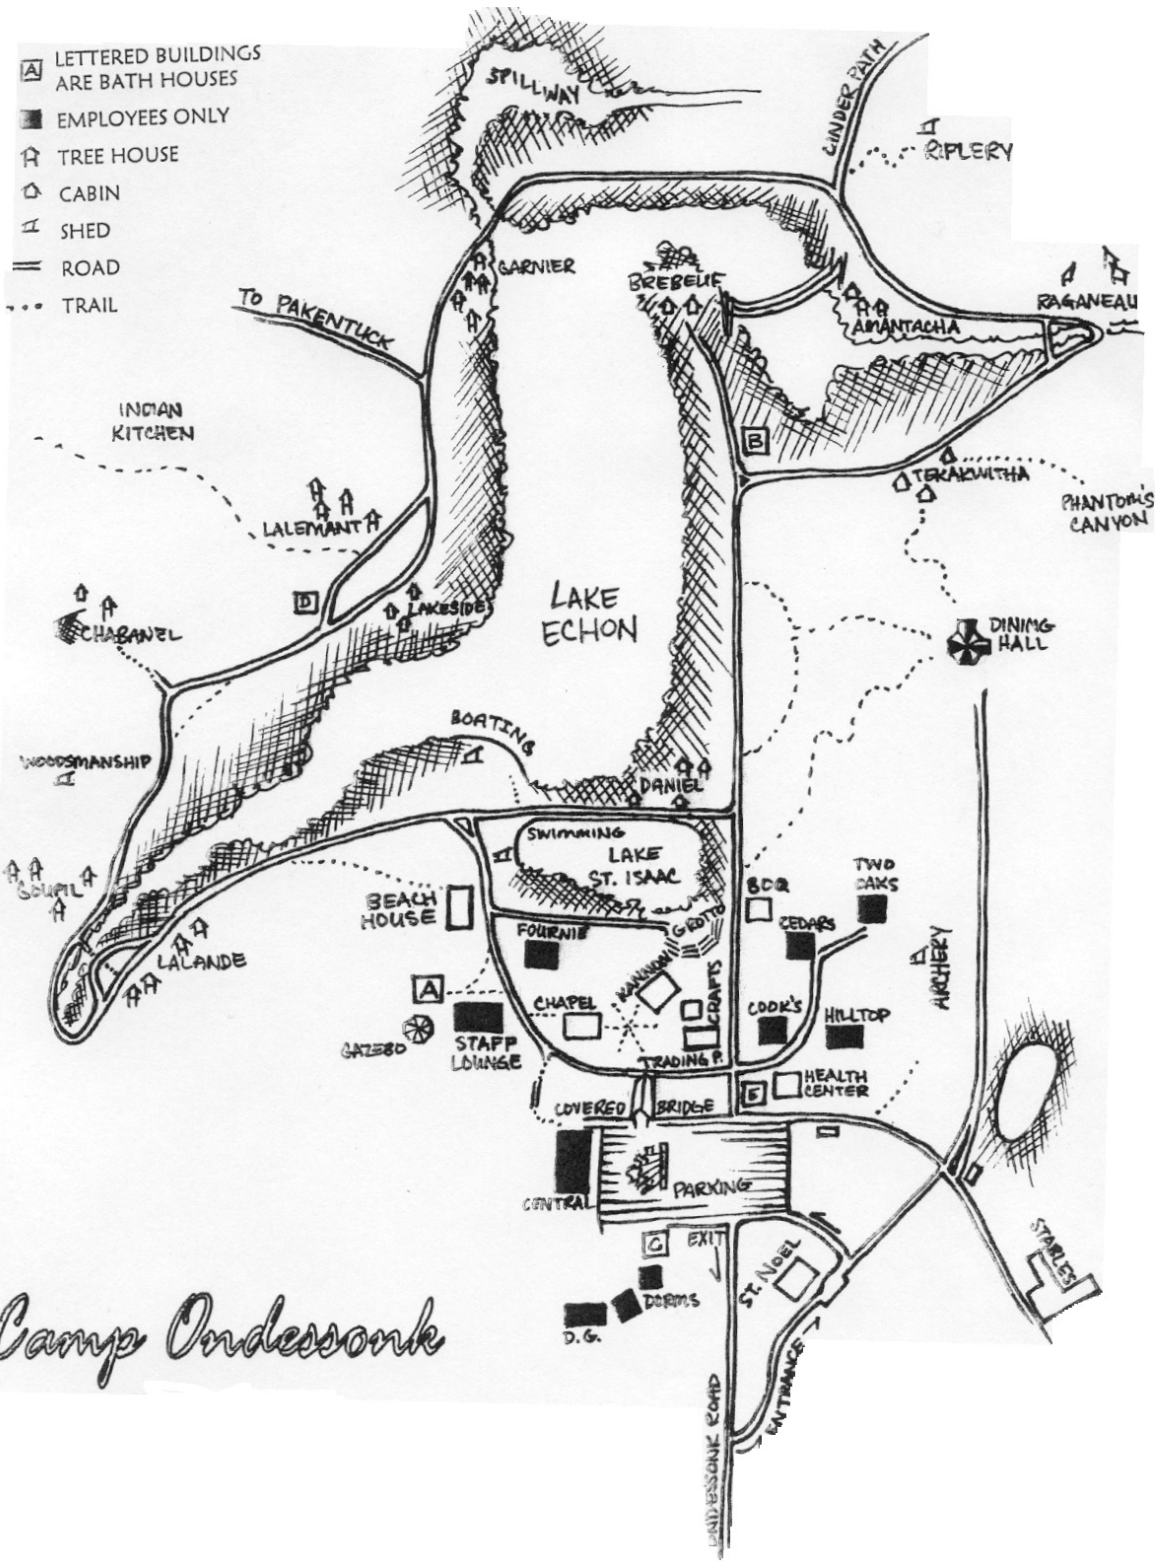 A
LETTERED BUILDINGS
ARE BATH HOUSES
EMPLOYEES ONLY
TREE HOUSE
CABIN
SHED
ROAD
TRAIL
SPILLWAY
CINDER PATH
RIPLERY
GARNIER
BREBEUF
RAGANEAU
AMANTACHA
TO PAKENTUCK
INDIAN
KITCHEN
B
TEKAKWITHA
PHANTOM'S
CANYON
LALEMANT
D
LAKESIDE
LAKE
ECHON
CHABANEL
DINING
HALL
BOATING
WOODSMANSHIP
DANIEL
SWIMMING
LAKE
ST. ISAAC
GOUPIL
BEACH
HOUSE
BOQ
TWO
OAKS
GROTTO
FOURNIE
CEDARS
LALANDE
ARCHERY
A
KANNON
CRAFTS
CHAPEL
COOK'S
HILLTOP
GAZEBO
STAFF
LOUNGE
TRADING P.
E
HEALTH
CENTER
COVERED BRIDGE
PARKING
CENTRAL
C
EXIT
ST. NOEL
STABLES
DORMS
D.G.
Camp Ondessonk
ENTRANCE
ONDESSONK ROAD